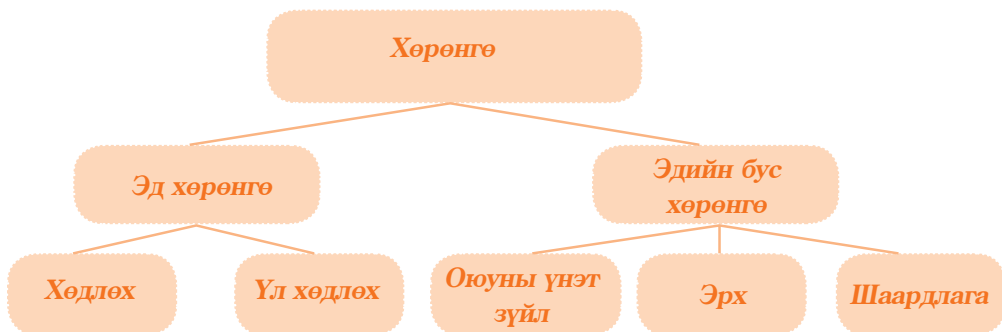 Хөрөнгө
Эд хөрөнгө
Эдийн бус
хөрөнгө
Хөдлөх
Үл хөдлөх
Оюуны үнэт
зүйл
Эрх
Шаардлага